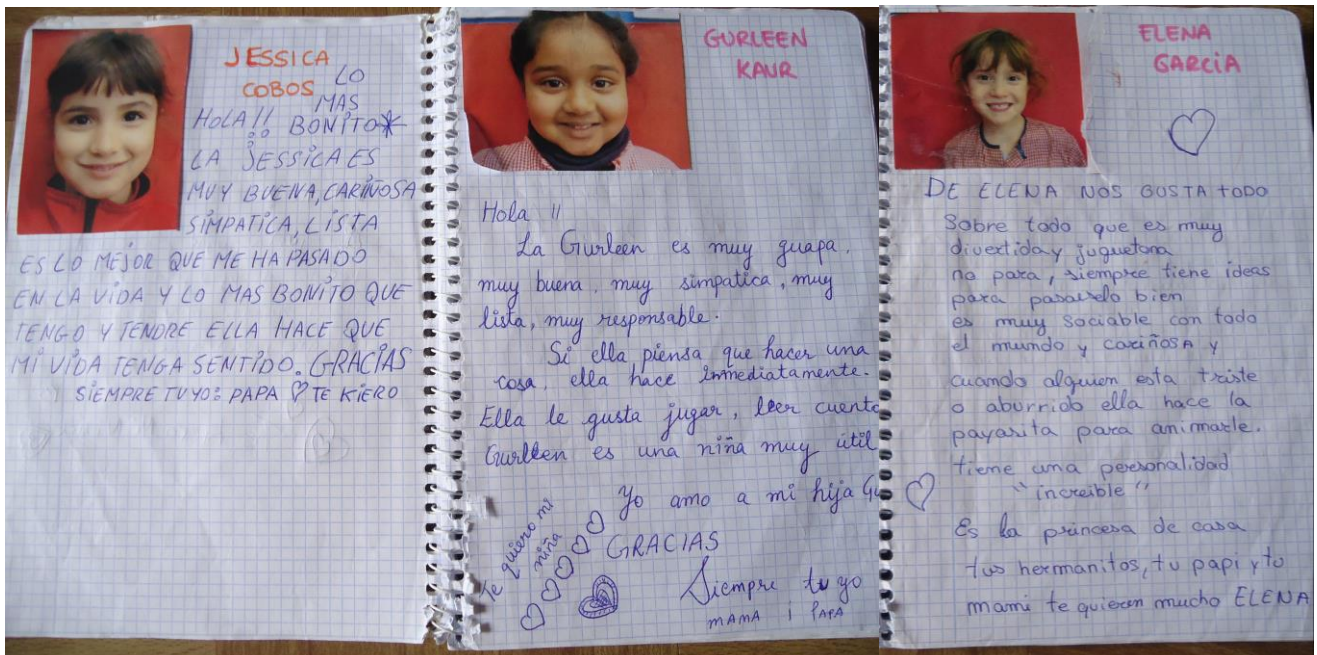 JESSICA
COBOS
LO
MAS
HOLA!! BONITO*
LA JESSICA ES
MUY BUENA, CARIÑOSA
SIMPATICA, LISTA
ES LO MEJOR QUE ME HA PASADO
EN LA VIDA Y LO MAS BONITO QUE
TENGO Y TENDRE ELLA HACE QUE
MI VIDA TENGA SENTIDO. GRACIAS
SIEMPRE TUYO: PAPA ♡ TE KIERO
GURLEEN
KAUR
Hola !!
La Gurleen es muy guapa,
muy buena, muy simpatica, muy
lista, muy responsable.
Si ella piensa que hacer una
cosa, ella hace inmediatamente.
Ella le gusta jugar, leer cuento
Gurleen es una niña muy útil
Yo amo a mi hija Gu
Te quiero mi
niña
GRACIAS
Siempre tuyo
MAMA i PAPA
ELENA
GARCIA
DE ELENA NOS GUSTA TODO
Sobre todo que es muy
divertida y juguetona
no para, siempre tiene ideas
para pasarselo bien
es muy sociable con todo
el mundo y cariñosa y
cuando alguien esta triste
o aburrido ella hace la
payasita para animarle.
tiene una personalidad
"increible"
Es la princesa de casa
tus hermanitos, tu papi y tu
mami te quieren mucho ELENA